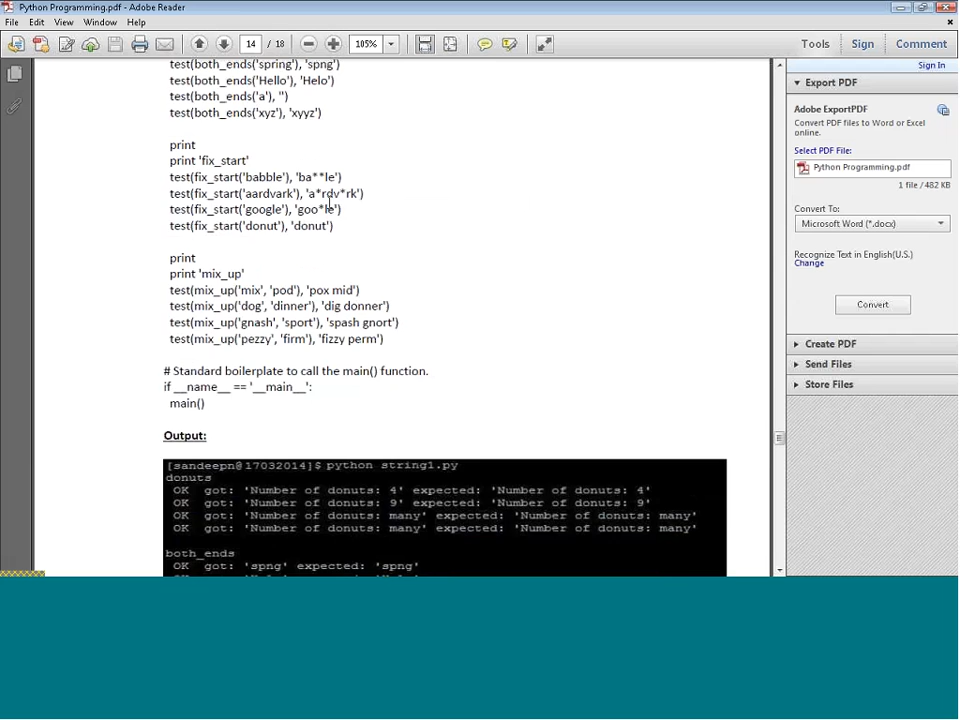 Python Programming.pdf - Adobe Reader
File Edit View Window Help
14 / 18 105% Tools Sign Comment
Sign In
Export PDF
Adobe ExportPDF
Convert PDF files to Word or Excel
online.
Select PDF File:
Python Programming.pdf
1 file / 482 KB
Convert To:
Microsoft Word (*.docx)
Recognize Text in English(U.S.)
Change
Convert
Create PDF
Send Files
Store Files
test(both_ends('spring'), 'spng')
test(both_ends('Hello'), 'Helo')
test(both_ends('a'), '')
test(both_ends('xyz'), 'xyyz')
print
print 'fix_start'
test(fix_start('babble'), 'ba**le')
test(fix_start('aardvark'), 'a*rdv*rk')
test(fix_start('google'), 'goo*le')
test(fix_start('donut'), 'donut')
print
print 'mix_up'
test(mix_up('mix', 'pod'), 'pox mid')
test(mix_up('dog', 'dinner'), 'dig donner')
test(mix_up('gnash', 'sport'), 'spash gnort')
test(mix_up('pezzy', 'firm'), 'fizzy perm')
# Standard boilerplate to call the main() function.
if __name__ == '__main__':
main()
Output:
[sandeepn@17032014]$ python string1.py
donuts
OK got: 'Number of donuts: 4' expected: 'Number of donuts: 4'
OK got: 'Number of donuts: 9' expected: 'Number of donuts: 9'
OK got: 'Number of donuts: many' expected: 'Number of donuts: many'
OK got: 'Number of donuts: many' expected: 'Number of donuts: many'
both_ends
OK got: 'spng' expected: 'spng'